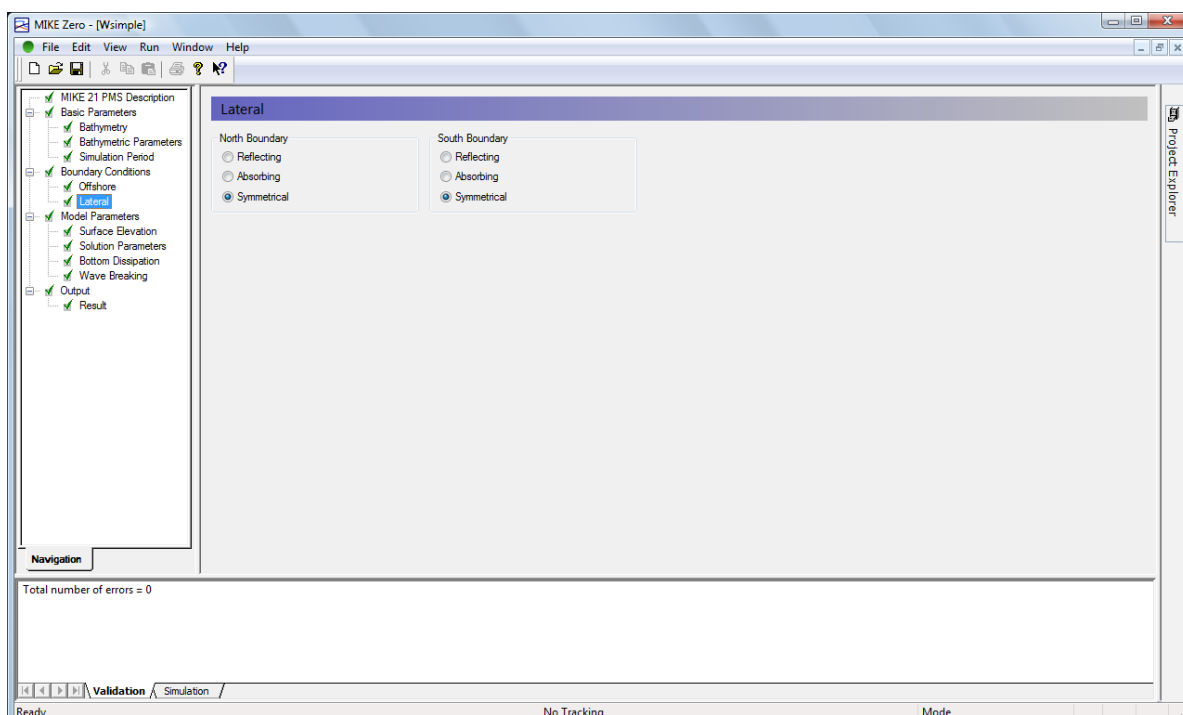 MIKE Zero - [Wsimple]
File Edit View Run Window Help
MIKE 21 PMS Description
Basic Parameters
Bathymetry
Bathymetric Parameters
Simulation Period
Boundary Conditions
Offshore
Lateral
Model Parameters
Surface Elevation
Solution Parameters
Bottom Dissipation
Wave Breaking
Output
Result
Navigation
Lateral
North Boundary
Reflecting
Absorbing
Symmetrical
South Boundary
Reflecting
Absorbing
Symmetrical
Project Explorer
Total number of errors = 0
Validation Simulation
Ready No Tracking Mode